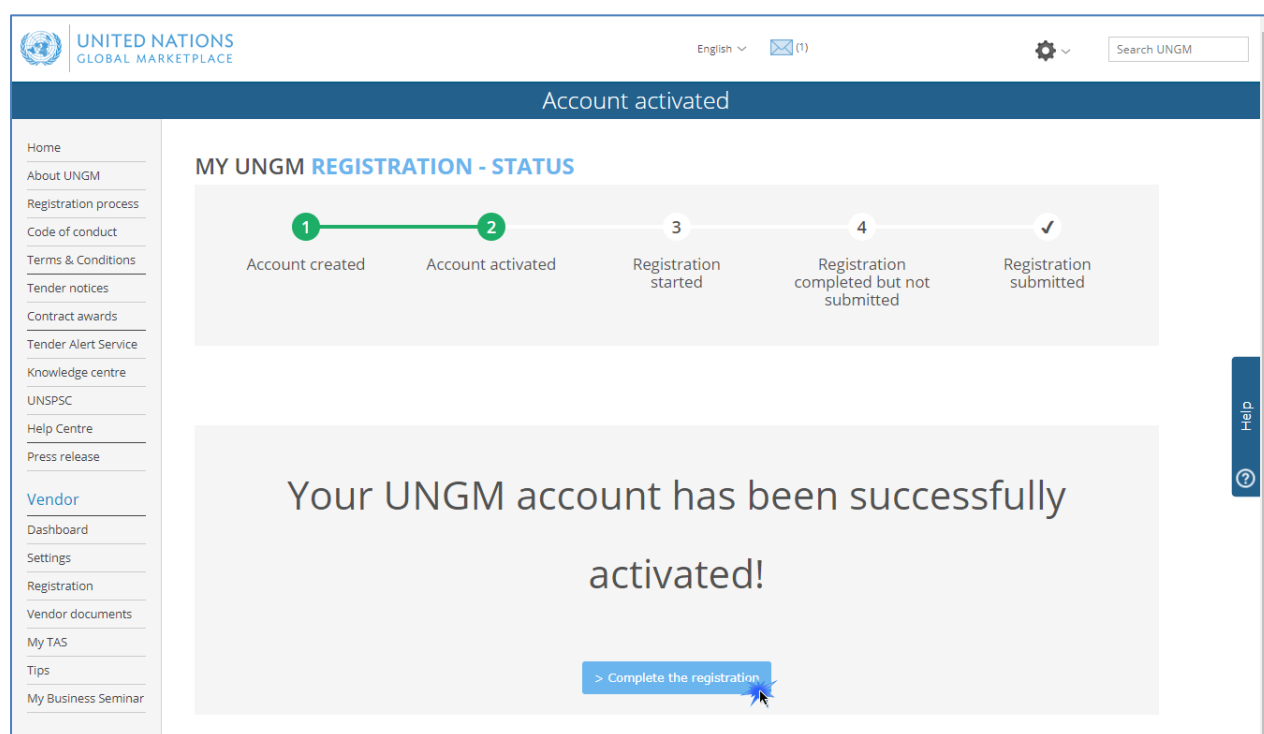 UNITED NATIONS
GLOBAL MARKETPLACE
English
(1)
Search UNGM
Account activated
Home
About UNGM
Registration process
Code of conduct
Terms & Conditions
Tender notices
Contract awards
Tender Alert Service
Knowledge centre
UNSPSC
Help Centre
Press release
Vendor
Dashboard
Settings
Registration
Vendor documents
My TAS
Tips
My Business Seminar
MY UNGM REGISTRATION - STATUS
1
2
3
4
✓
Account created
Account activated
Registration
started
Registration
completed but not
submitted
Registration
submitted
Your UNGM account has been successfully
activated!
> Complete the registration
Help
?